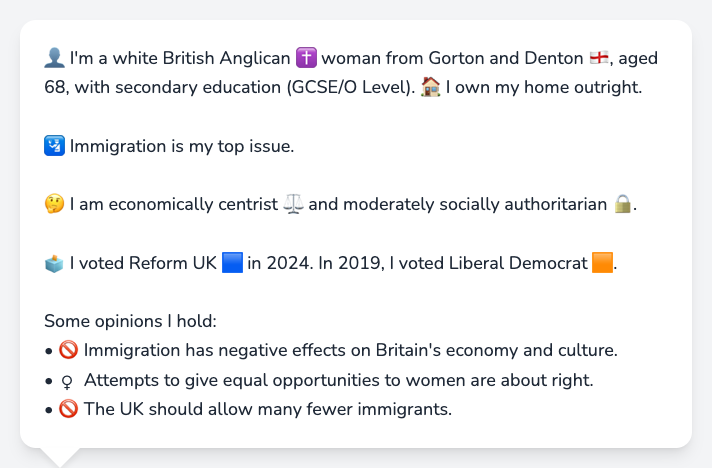 👤 I'm a white British Anglican ✝️ woman from Gorton and Denton 🏴󠁧󠁢󠁥󠁮󠁧󠁿, aged
68, with secondary education (GCSE/O Level). 🏠 I own my home outright.
🛂 Immigration is my top issue.
🤔 I am economically centrist ⚖️ and moderately socially authoritarian 🔒.
🗳️ I voted Reform UK 🟦 in 2024. In 2019, I voted Liberal Democrat 🟧.
Some opinions I hold:
• 🚫 Immigration has negative effects on Britain's economy and culture.
• ♀ Attempts to give equal opportunities to women are about right.
• 🚫 The UK should allow many fewer immigrants.